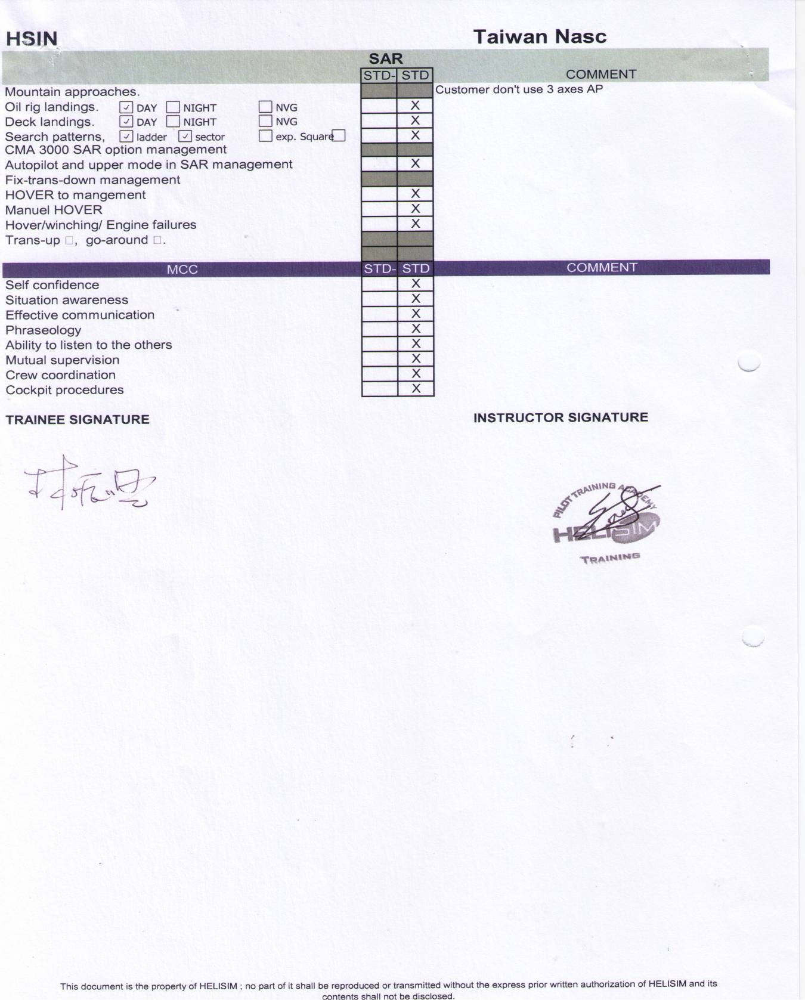 HSIN Taiwan Nasc
SAR
STD- STD COMMENT
Mountain approaches. Customer don't use 3 axes AP
Oil rig landings. ✓ DAY NIGHT NVG X
Deck landings. ✓ DAY NIGHT NVG X
Search patterns, ✓ ladder ✓ sector exp. Square X
CMA 3000 SAR option management
Autopilot and upper mode in SAR management X
Fix-trans-down management
HOVER to mangement X
Manuel HOVER X
Hover/winching/ Engine failures X
Trans-up □, go-around □.
MCC STD- STD COMMENT
Self confidence X
Situation awareness X
Effective communication X
Phraseology X
Ability to listen to the others X
Mutual supervision X
Crew coordination X
Cockpit procedures X
TRAINEE SIGNATURE INSTRUCTOR SIGNATURE
PILOT TRAINING ACADEMY
HELISIM
TRAINING
This document is the property of HELISIM ; no part of it shall be reproduced or transmitted without the express prior written authorization of HELISIM and its
contents shall not be disclosed.